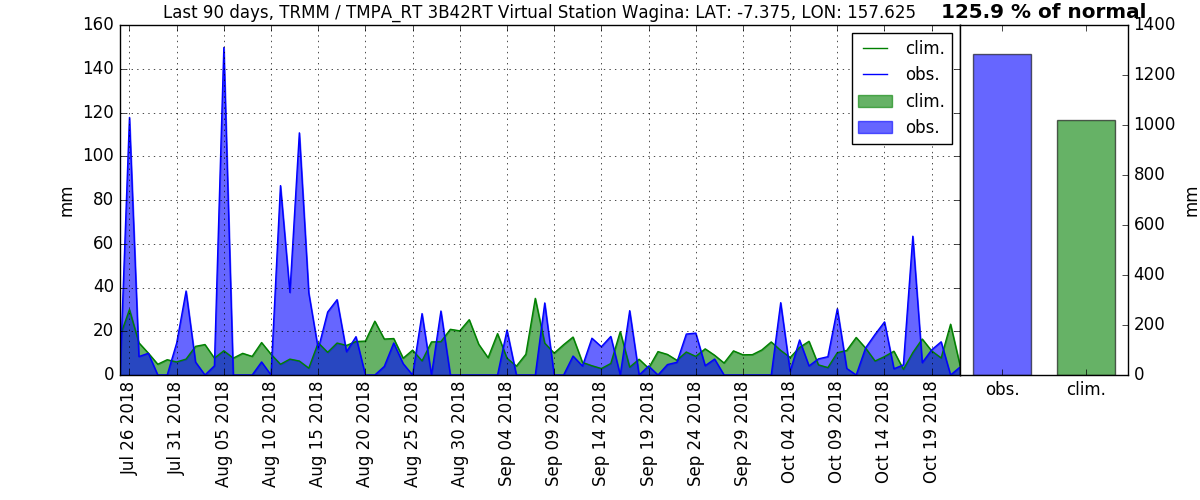 Last 90 days, TRMM / TMPA_RT 3B42RT Virtual Station Wagina: LAT: -7.375, LON: 157.625
125.9 % of normal
mm
160
140
120
100
80
60
40
20
0
clim.
obs.
clim.
obs.
Jul 26 2018
Jul 31 2018
Aug 05 2018
Aug 10 2018
Aug 15 2018
Aug 20 2018
Aug 25 2018
Aug 30 2018
Sep 04 2018
Sep 09 2018
Sep 14 2018
Sep 19 2018
Sep 24 2018
Sep 29 2018
Oct 04 2018
Oct 09 2018
Oct 14 2018
Oct 19 2018
1400
1200
1000
800
600
400
200
0
mm
obs.
clim.